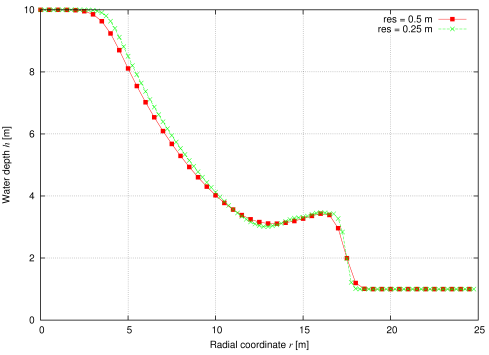 res = 0.5 m
res = 0.25 m
10
8
6
4
2
0
Water depth h [m]
0 5 10 15 20 25
Radial coordinate r [m]